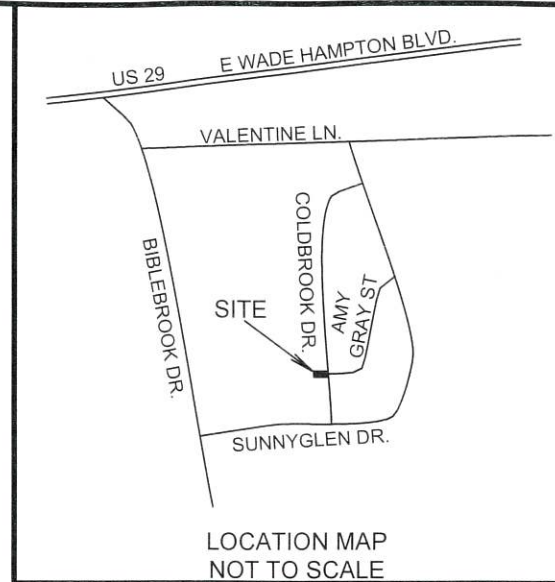 E WADE HAMPTON BLVD.
US 29
VALENTINE LN.
COLDBROOK DR.
BIBLEBROOK DR.
AMY
GRAY ST
SITE
SUNNYGLEN DR.
LOCATION MAP
NOT TO SCALE